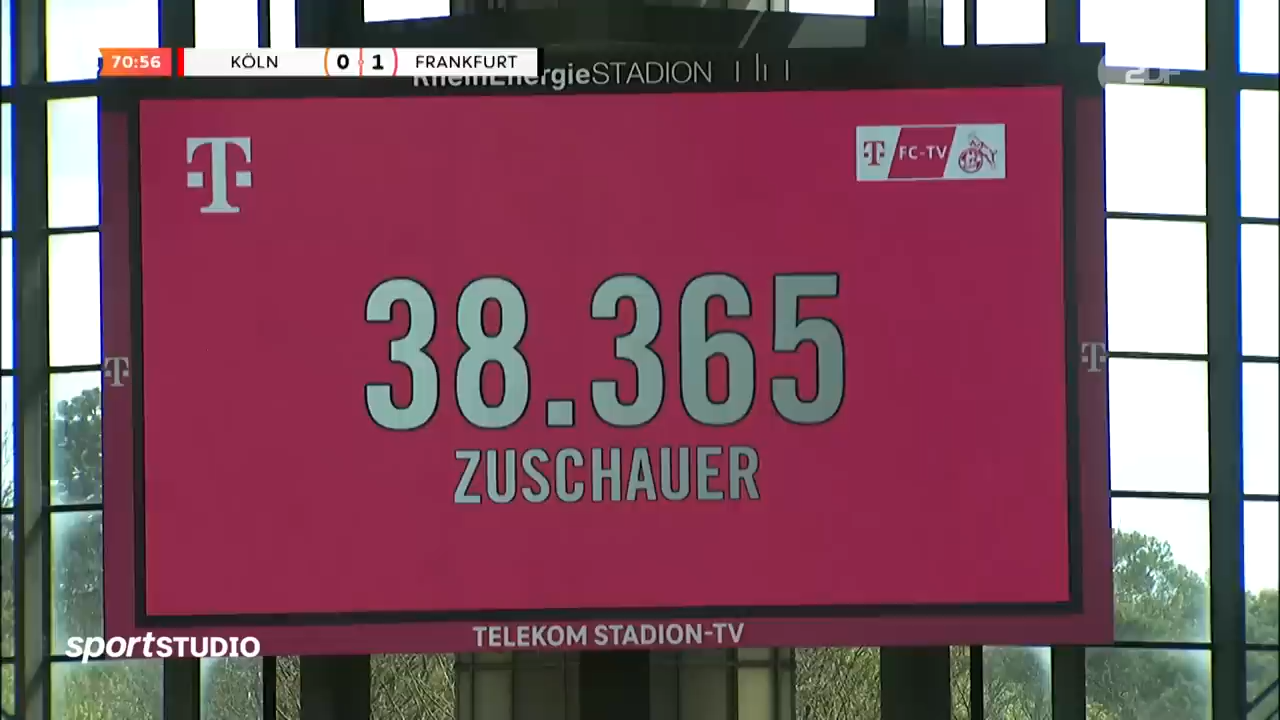 70:56 KÖLN 0 1 FRANKFURT
RheinEnergieSTADION
ZDF
T
T FC-TV
38.365
ZUSCHAUER
T
T
sportSTUDIO
TELEKOM STADION-TV